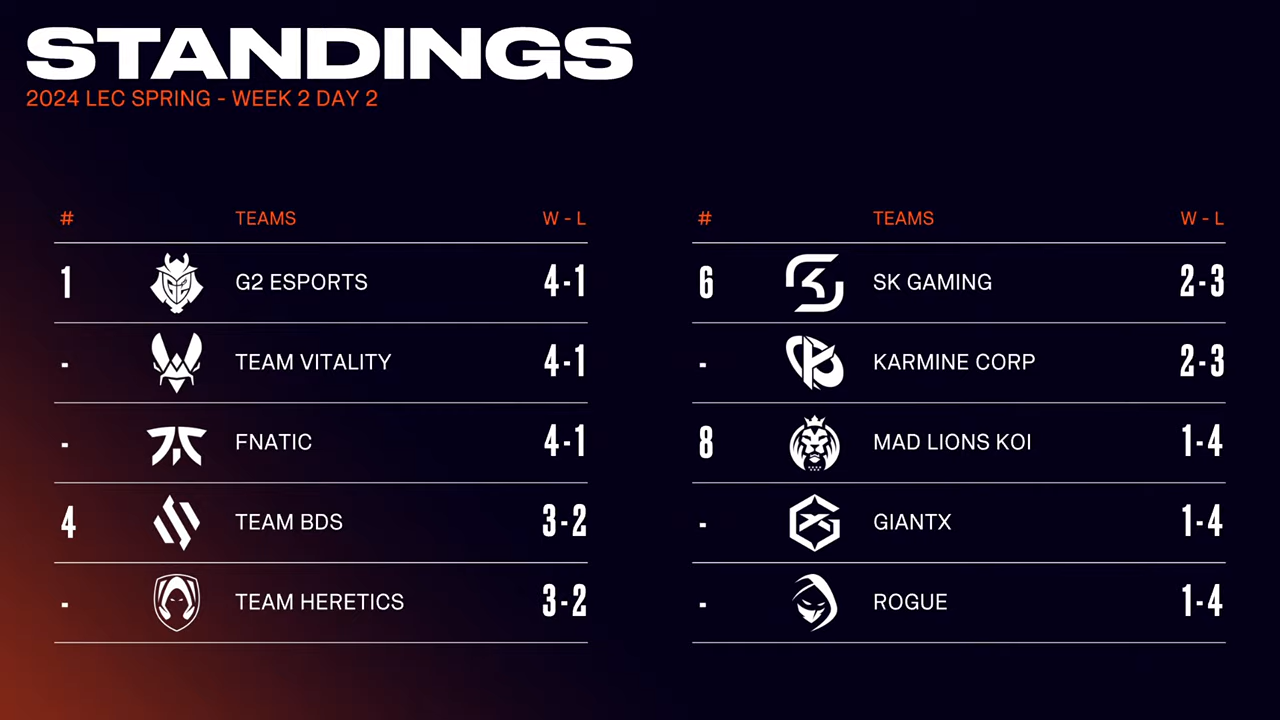 STANDINGS
2024 LEC SPRING - WEEK 2 DAY 2
# TEAMS W - L
1 G2 ESPORTS 4-1
- TEAM VITALITY 4-1
- FNATIC 4-1
4 TEAM BDS 3-2
- TEAM HERETICS 3-2
# TEAMS W - L
6 SK GAMING 2-3
- KARMINE CORP 2-3
8 MAD LIONS KOI 1-4
- GIANTX 1-4
- ROGUE 1-4